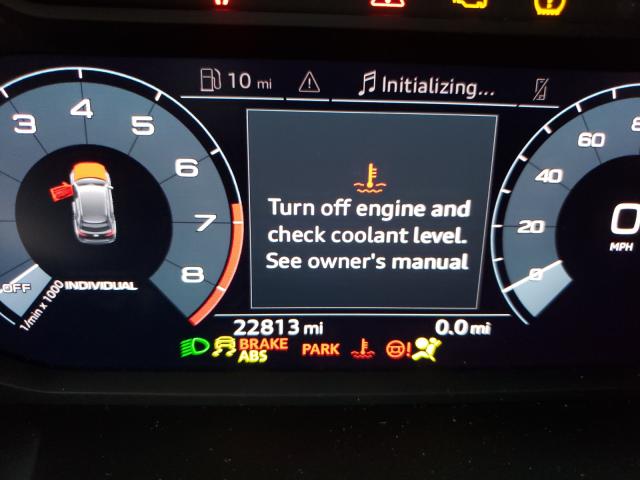 10 mi
Initializing...
3
4
5
6
7
8
OFF
1/min x 1000
INDIVIDUAL
Turn off engine and
check coolant level.
See owner's manual
60
40
20
0
0
MPH
22813 mi
0.0 mi
BRAKE
ABS
PARK